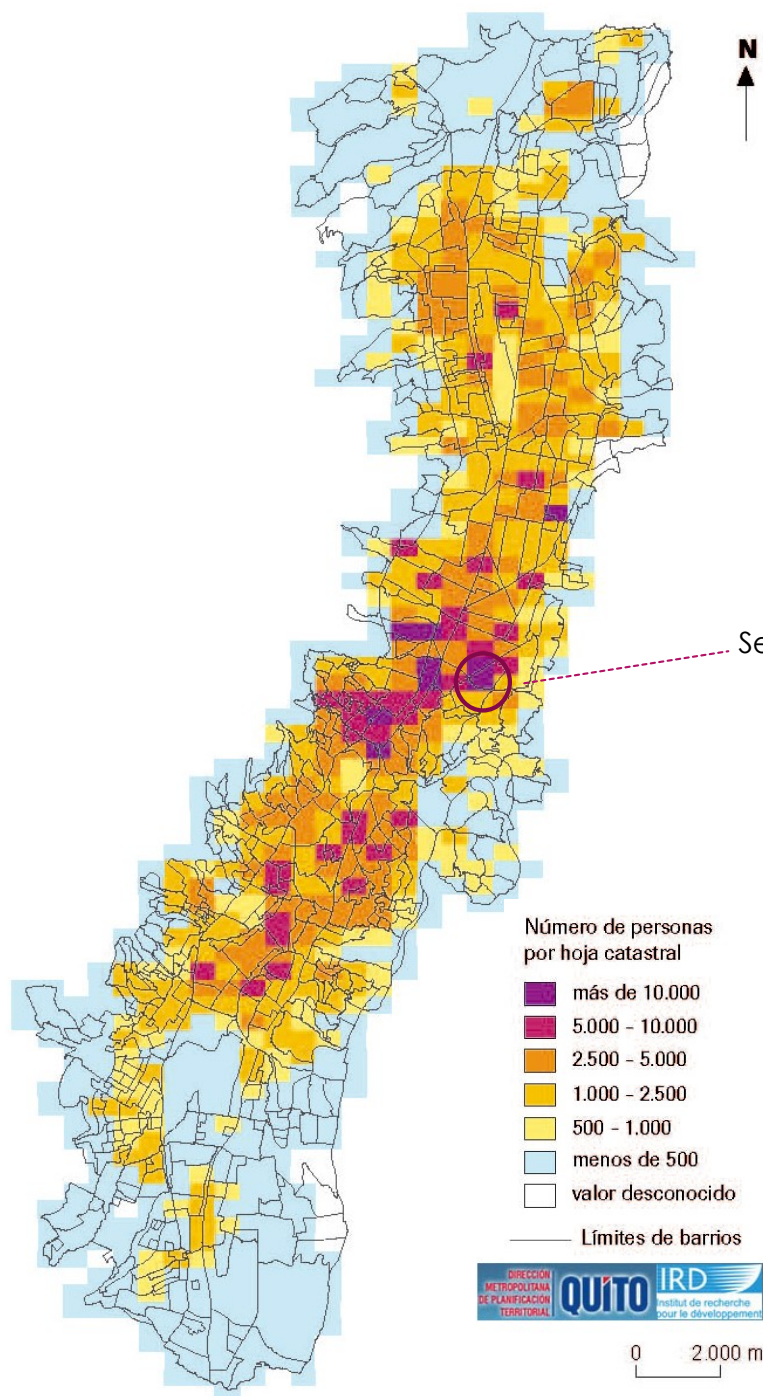 N
Se
Número de personas
por hoja catastral
más de 10.000
5.000 - 10.000
2.500 - 5.000
1.000 - 2.500
500 - 1.000
menos de 500
valor desconocido
Límites de barrios
DIRECCIÓN
METROPOLITANA
DE PLANIFICACIÓN
TERRITORIAL
QUITO
IRD
Institut de recherche
pour le développement
0 2.000 m